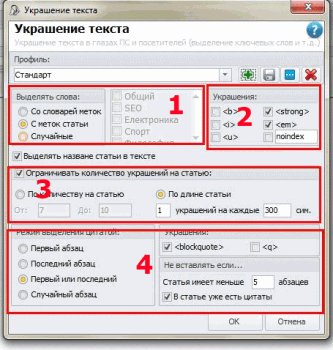 Украшение текста
Украшение текста
Украшение текста в глазах ПС и посетителей (выделение ключевых слов и т.д.)
Профиль:
Стандарт
Выделять слова:
Со словарей меток
С меток статьи
Случайные
Общий
SEO
Електроника
Спорт
1
Украшения:
<b>
<strong>
<i>
<em>
<u>
noindex
2
Выделять назване статьи в тексте
Ограничивать количество украшений на статью:
По количеству на статью
По длине статьи
От: 7 До: 10
1 украшений на каждые 300 сим.
3
Режим выделения цитатой:
Первый абзац
Последний абзац
Первый или последний
Случайный абзац
4
Украшения:
<blockquote>
<q>
Не вставлять если...
Статья имеет меньше 5 абзацев
В статье уже есть цитаты
OK
Отмена